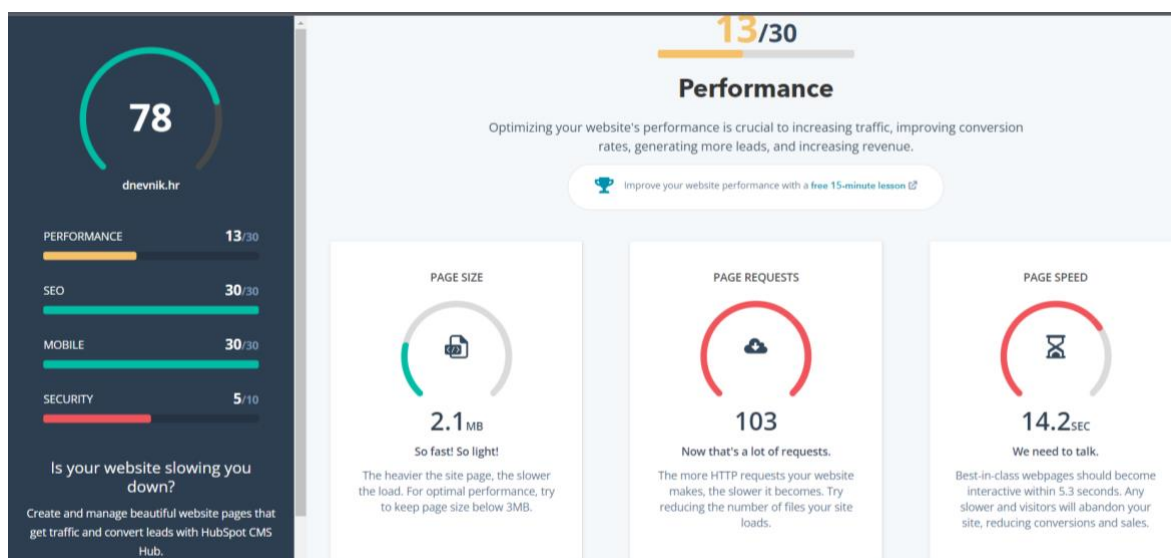 78
dnevnik.hr
PERFORMANCE 13/30
SEO 30/30
MOBILE 30/30
SECURITY 5/10
Is your website slowing you
down?
Create and manage beautiful website pages that
get traffic and convert leads with HubSpot CMS
Hub.
13/30
Performance
Optimizing your website's performance is crucial to increasing traffic, improving conversion
rates, generating more leads, and increasing revenue.
Improve your website performance with a free 15-minute lesson
PAGE SIZE
2.1MB
So fast! So light!
The heavier the site page, the slower
the load. For optimal performance, try
to keep page size below 3MB.
PAGE REQUESTS
103
Now that's a lot of requests.
The more HTTP requests your website
makes, the slower it becomes. Try
reducing the number of files your site
loads.
PAGE SPEED
14.2SEC
We need to talk.
Best-in-class webpages should become
interactive within 5.3 seconds. Any
slower and visitors will abandon your
site, reducing conversions and sales.